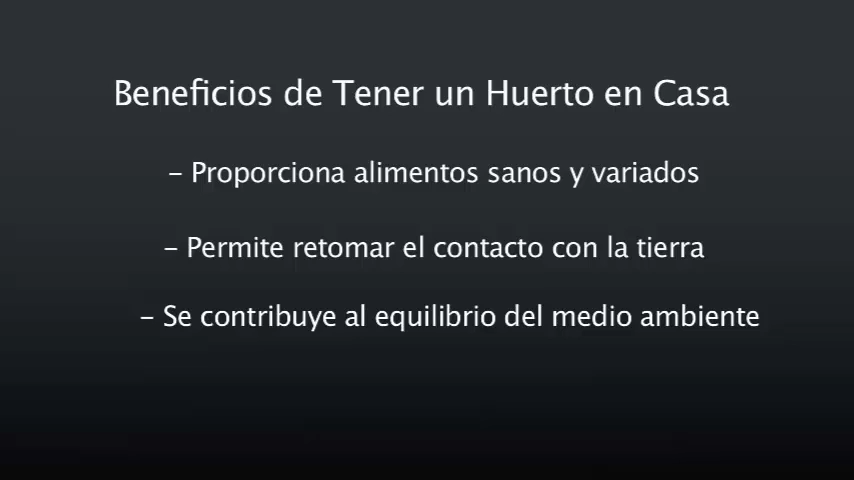 Beneficios de Tener un Huerto en Casa
- Proporciona alimentos sanos y variados
- Permite retomar el contacto con la tierra
- Se contribuye al equilibrio del medio ambiente